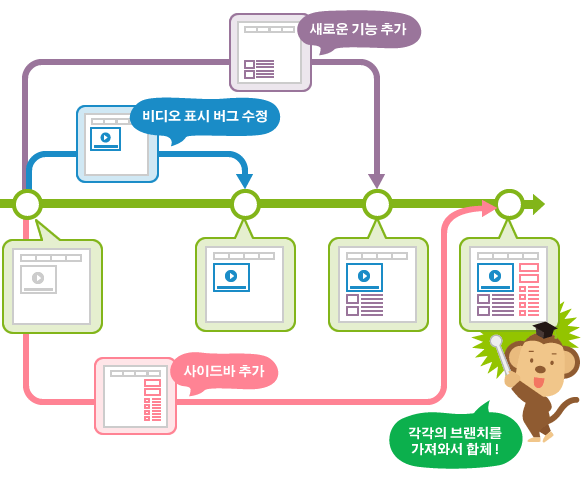 새로운 기능 추가
비디오 표시 버그 수정
사이드바 추가
각각의 브랜치를
가져와서 합체!